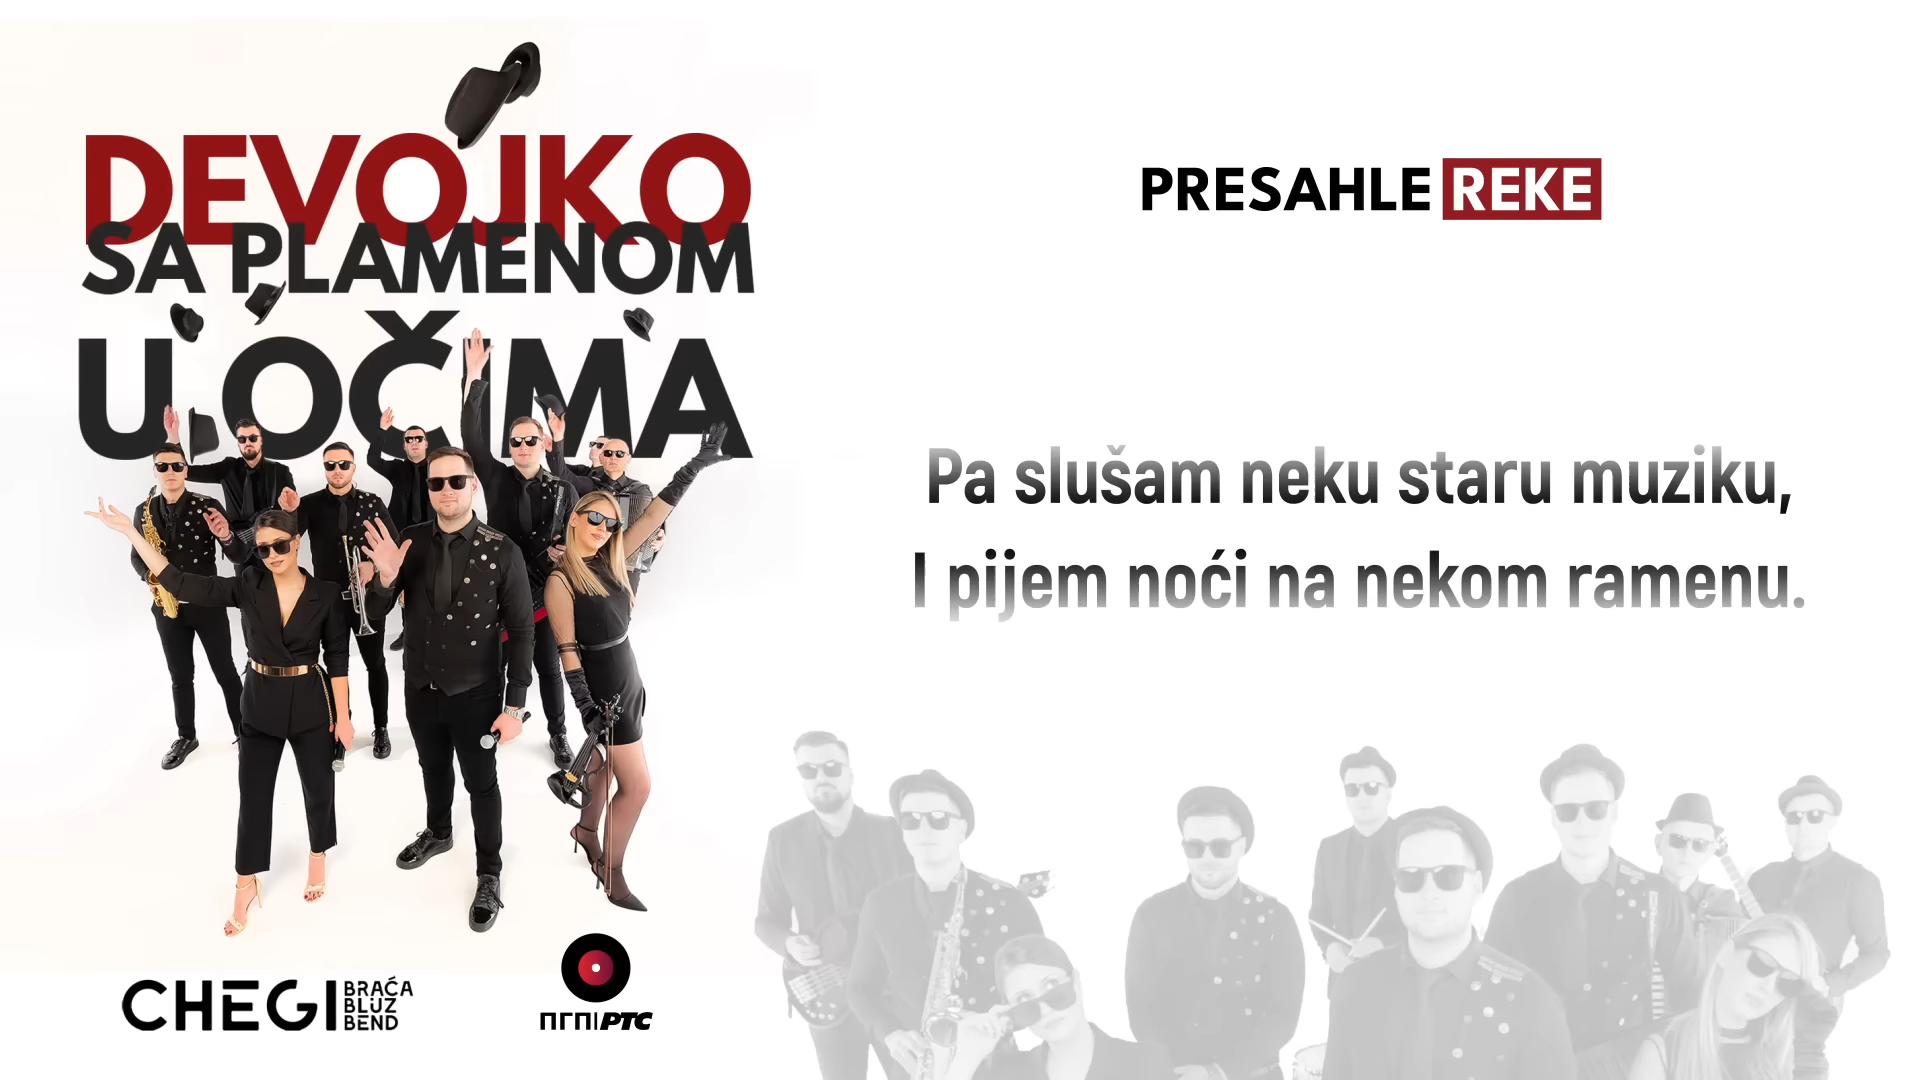 DEVOJKO
SA PLAMENOM
U OČIMA
CHEGI
BRAĆA
BLUZ
BEND
ПГП РТС
PRESAHLE REKE
Pa slušam neku staru muziku,
I pijem noći na nekom ramenu.